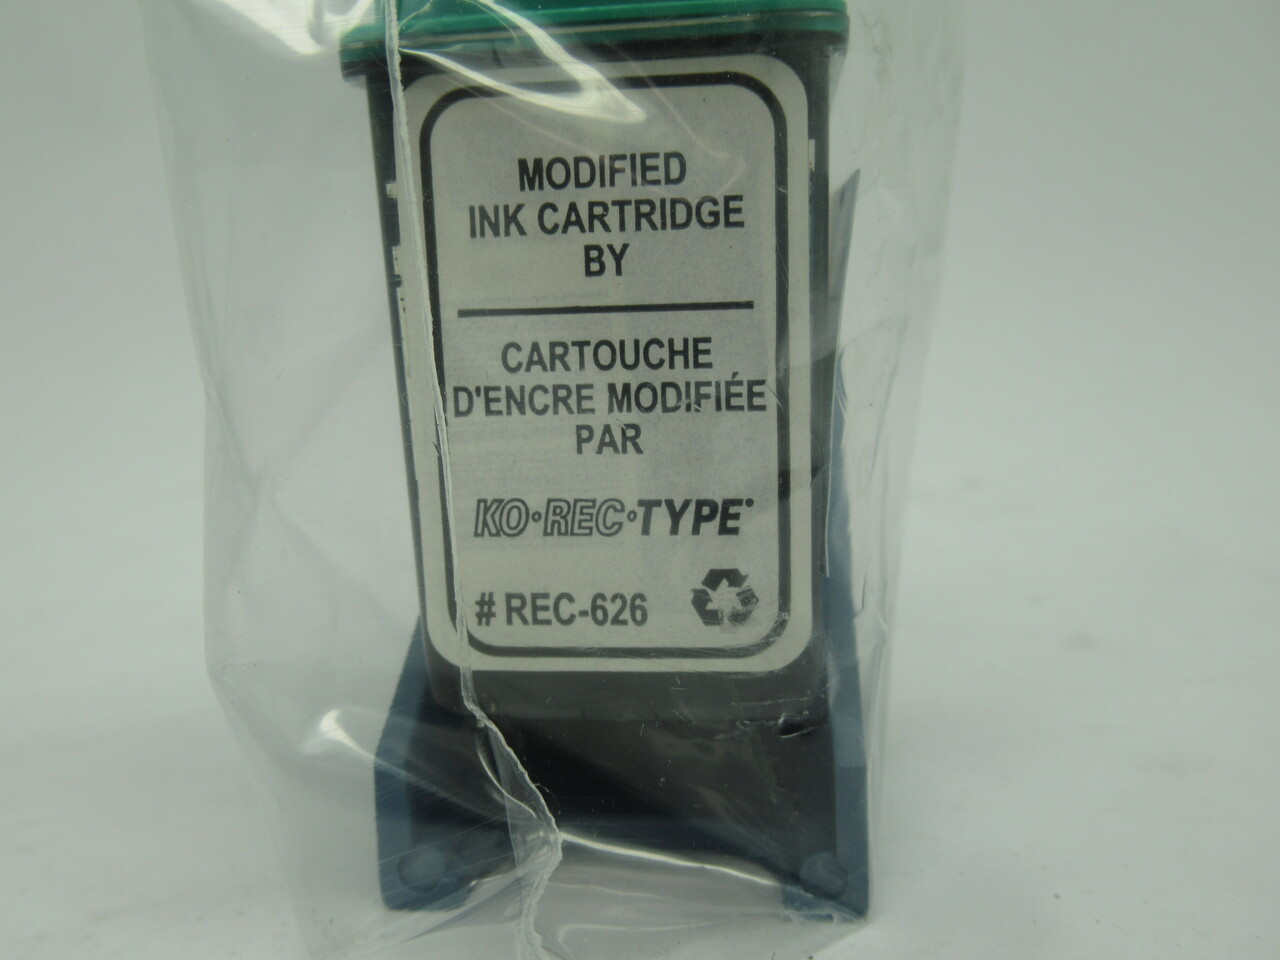 MODIFIED
INK CARTRIDGE
BY
CARTOUCHE
D'ENCRE MODIFIÉE
PAR
KO•REC•TYPE
# REC-626